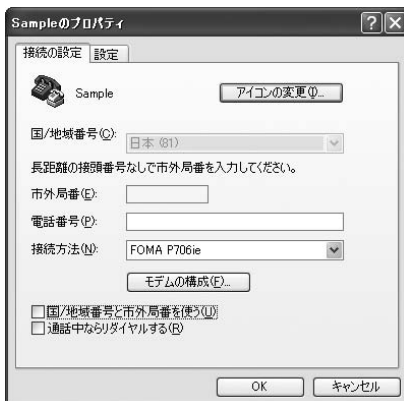 Sampleのプロパティ
接続の設定 設定
Sample
アイコンの変更(I)...
国/地域番号(C):
日本 (81)
長距離の接頭番号なしで市外局番を入力してください。
市外局番(E):
電話番号(P):
接続方法(N):
FOMA P706ie
モデムの構成(F)...
国/地域番号と市外局番を使う(U)
通話中ならリダイヤルする(R)
OK キャンセル